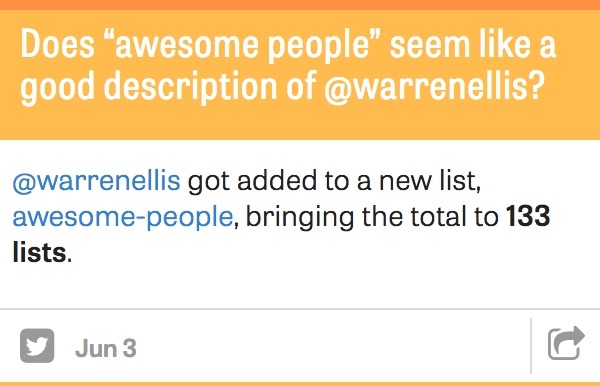 Does “awesome people” seem like a
good description of @warrenellis?
@warrenellis got added to a new list,
awesome-people, bringing the total to 133
lists.
Jun 3